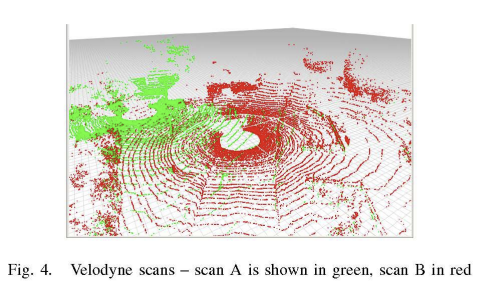 Fig. 4. Velodyne scans – scan A is shown in green, scan B in red